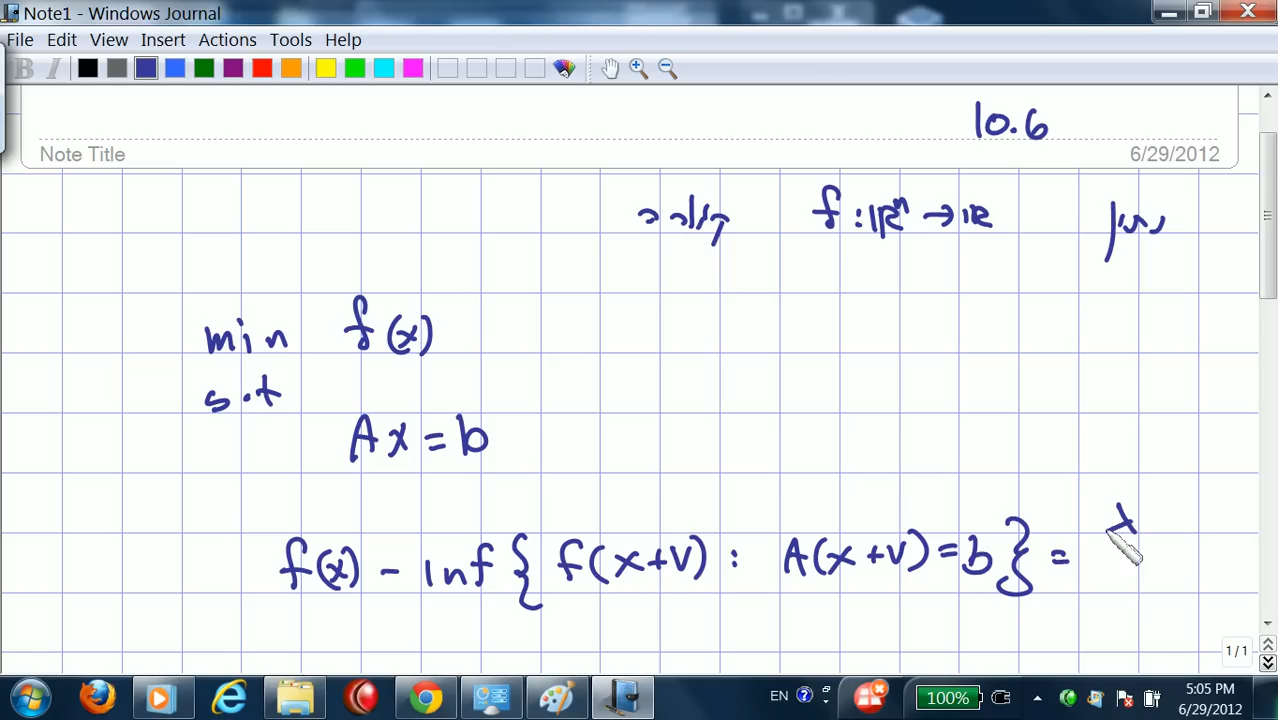 Note1 - Windows Journal
File Edit View Insert Actions Tools Help
10.6
Note Title
6/29/2012
f : ℝⁿ → ℝ
min f(x)
s.t
Ax = b
f(x) - inf { f(x+v) : A(x+v) = b } =
1/1
EN
100%
5:05 PM
6/29/2012